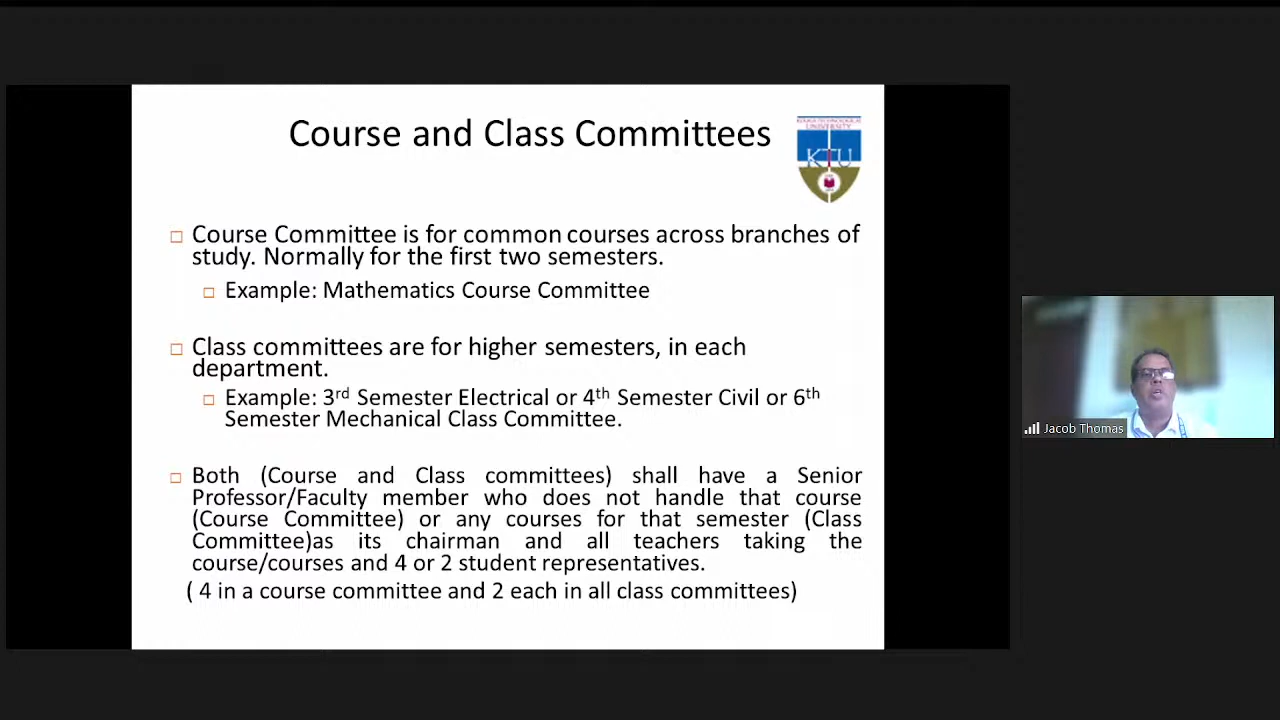 Course and Class Committees
UNIVERSITY
KTU
□ Course Committee is for common courses across branches of
study. Normally for the first two semesters.
□ Example: Mathematics Course Committee
□ Class committees are for higher semesters, in each
department.
□ Example: 3rd Semester Electrical or 4th Semester Civil or 6th
Semester Mechanical Class Committee.
□ Both (Course and Class committees) shall have a Senior
Professor/Faculty member who does not handle that course
(Course Committee) or any courses for that semester (Class
Committee)as its chairman and all teachers taking the
course/courses and 4 or 2 student representatives.
( 4 in a course committee and 2 each in all class committees)
Jacob Thomas